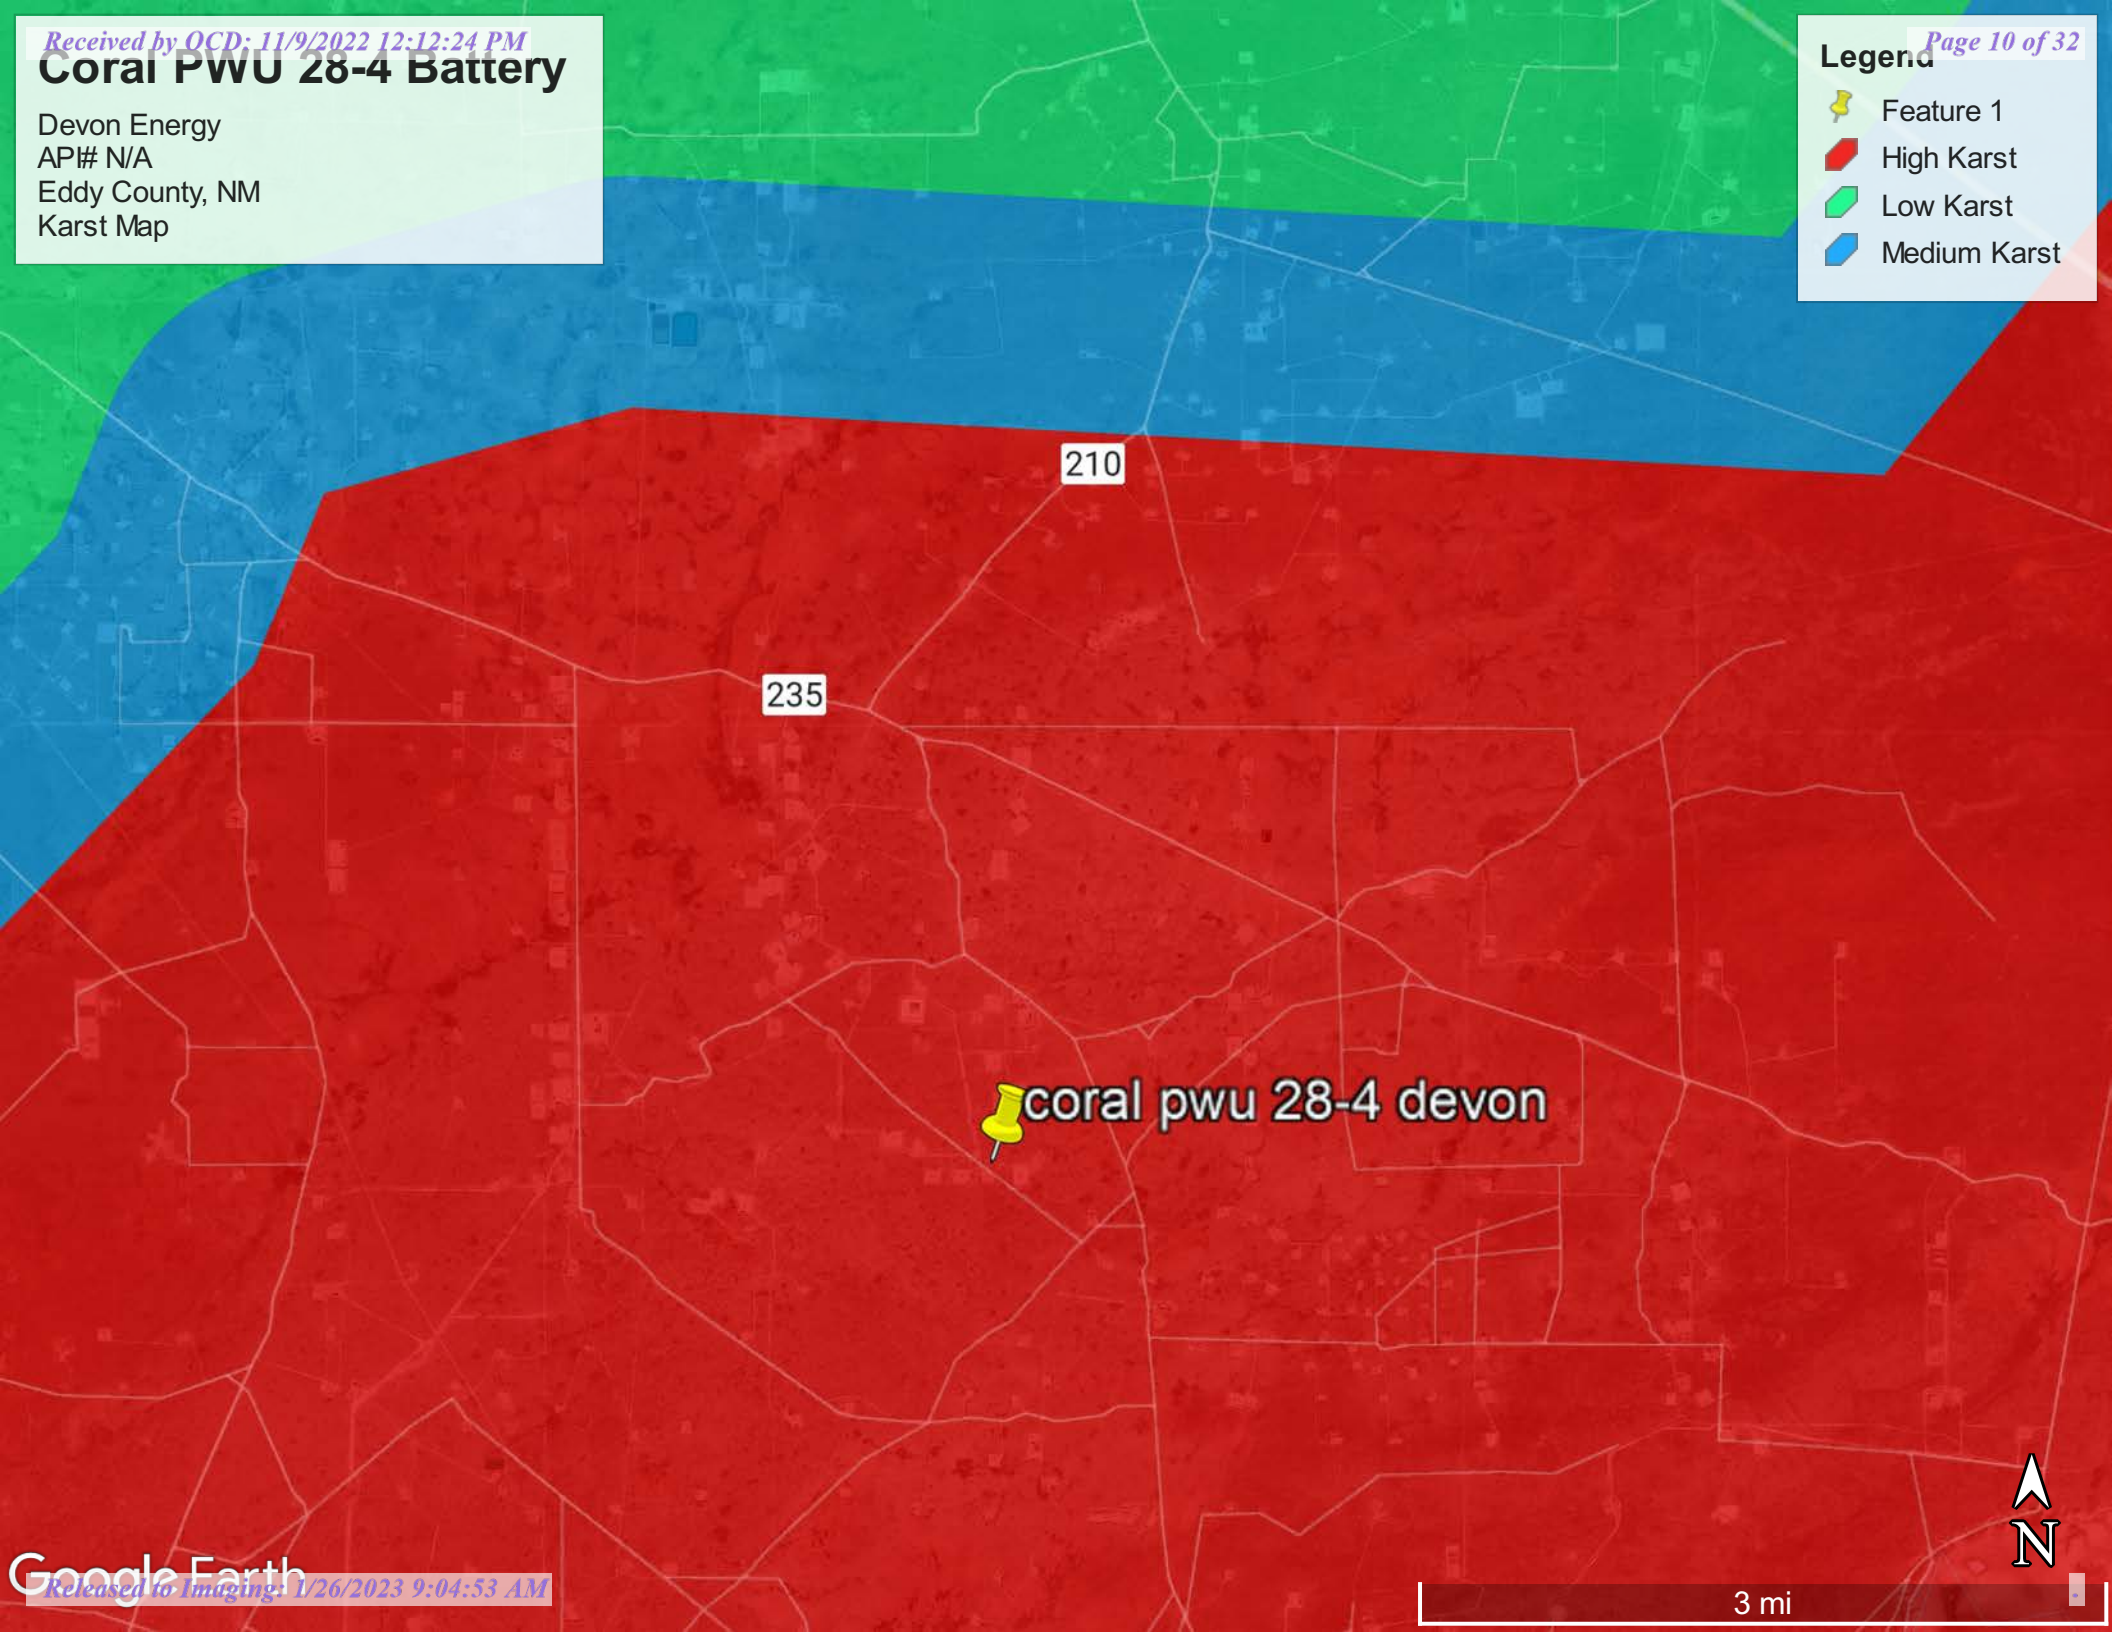 Received by OCD: 11/9/2022 12:12:24 PM
Coral PWU 28-4 Battery
Devon Energy
API# N/A
Eddy County, NM
Karst Map
Page 10 of 32
Legend
Feature 1
High Karst
Low Karst
Medium Karst
210
235
coral pwu 28-4 devon
N
Google Earth
Released to Imaging: 1/26/2023 9:04:53 AM
3 mi